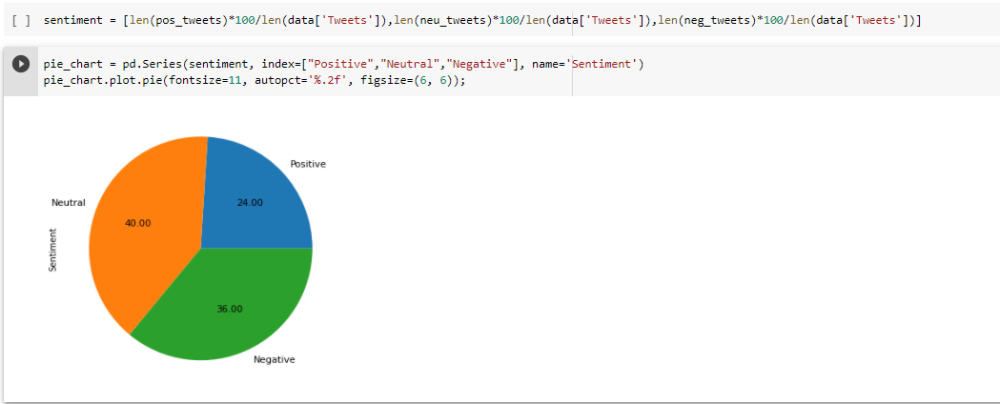 [ ] sentiment = [len(pos_tweets)*100/len(data['Tweets']),len(neu_tweets)*100/len(data['Tweets']),len(neg_tweets)*100/len(data['Tweets'])]
pie_chart = pd.Series(sentiment, index=["Positive","Neutral","Negative"], name='Sentiment')
pie_chart.plot.pie(fontsize=11, autopct='%.2f', figsize=(6, 6));
Positive
Neutral
24.00
40.00
Sentiment
36.00
Negative